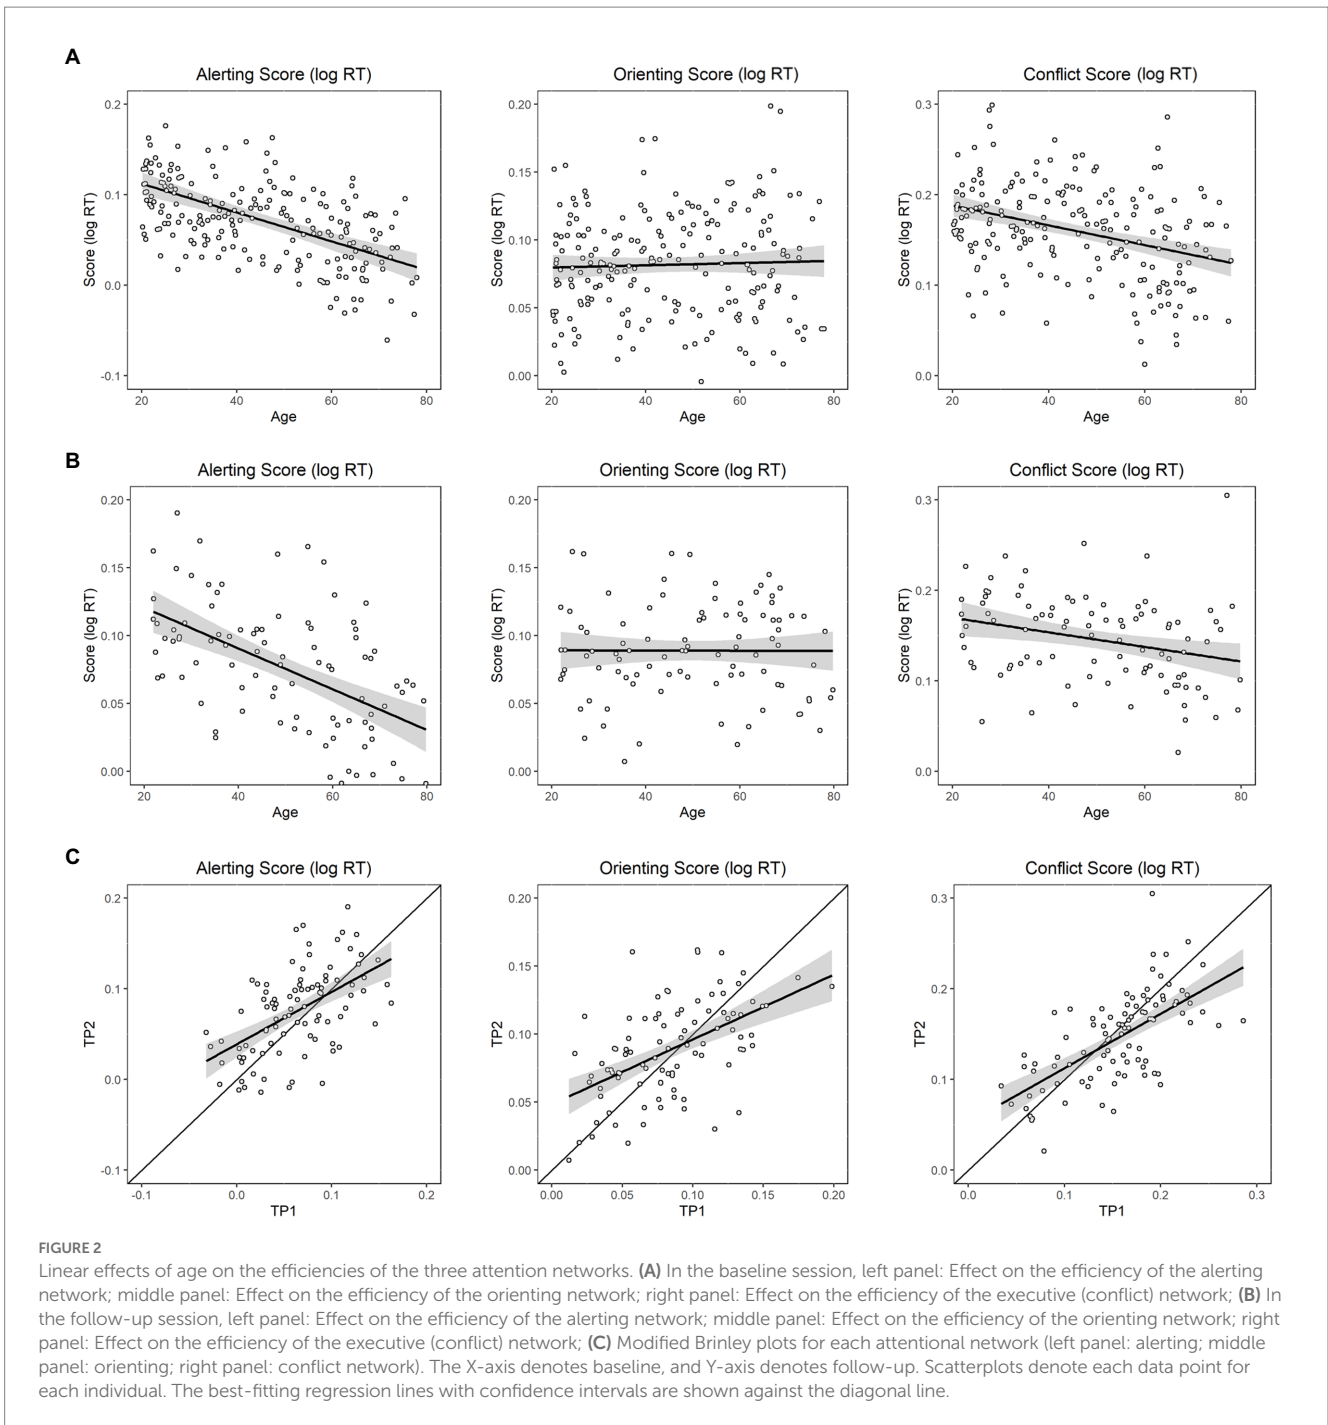 A
Alerting Score (log RT)
Orienting Score (log RT)
Conflict Score (log RT)
Score (log RT)
0.2
0.1
0.0
-0.1
20
40
60
80
Age
Score (log RT)
0.20
0.15
0.10
0.05
0.00
20
40
60
80
Age
Score (log RT)
0.3
0.2
0.1
0.0
20
40
60
80
Age
B
Alerting Score (log RT)
Orienting Score (log RT)
Conflict Score (log RT)
Score (log RT)
0.20
0.15
0.10
0.05
0.00
20
40
60
80
Age
Score (log RT)
0.20
0.15
0.10
0.05
0.00
20
40
60
80
Age
Score (log RT)
0.3
0.2
0.1
0.0
20
40
60
80
Age
C
Alerting Score (log RT)
Orienting Score (log RT)
Conflict Score (log RT)
TP2
0.2
0.1
0.0
-0.1
-0.1
0.0
0.1
0.2
TP1
TP2
0.20
0.15
0.10
0.05
0.00
0.00
0.05
0.10
0.15
0.20
TP1
TP2
0.3
0.2
0.1
0.0
0.0
0.1
0.2
0.3
TP1
FIGURE 2
Linear effects of age on the efficiencies of the three attention networks. (A) In the baseline session, left panel: Effect on the efficiency of the alerting
network; middle panel: Effect on the efficiency of the orienting network; right panel: Effect on the efficiency of the executive (conflict) network; (B) In
the follow-up session, left panel: Effect on the efficiency of the alerting network; middle panel: Effect on the efficiency of the orienting network; right
panel: Effect on the efficiency of the executive (conflict) network; (C) Modified Brinley plots for each attentional network (left panel: alerting; middle
panel: orienting; right panel: conflict network). The X-axis denotes baseline, and Y-axis denotes follow-up. Scatterplots denote each data point for
each individual. The best-fitting regression lines with confidence intervals are shown against the diagonal line.